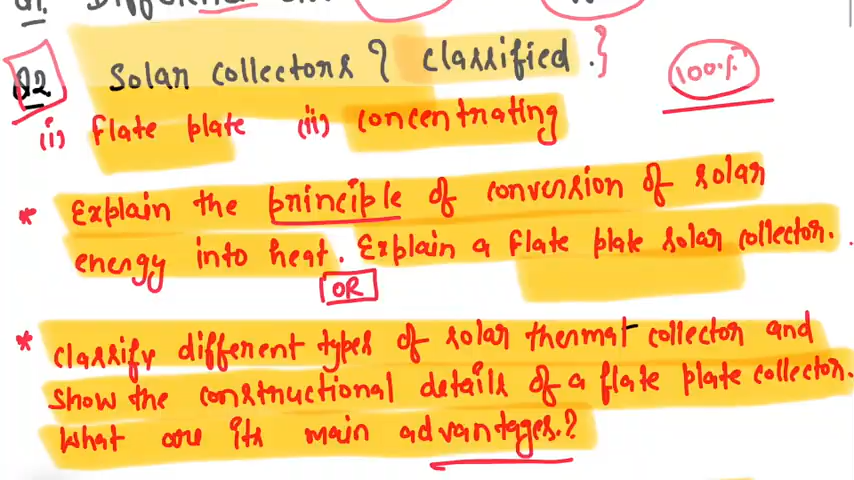 Q2 Solar collectors ? classified .}
100%
(i) flate plate (ii) concentrating
* Explain the principle of conversion of solar
energy into heat. Explain a flate plate solar collector.
OR
* classify different types of solar thermal collector and
show the constructional details of a flate plate collector.
What are its main advantages.?